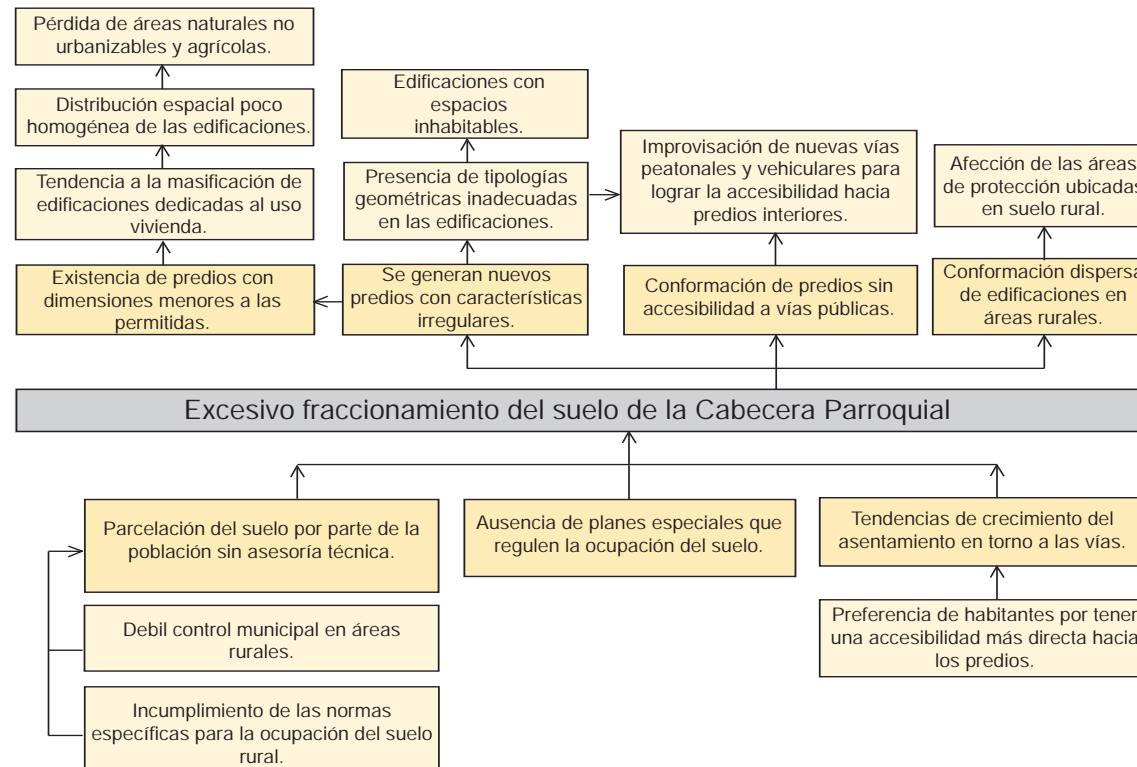 Pérdida de áreas naturales no
urbanizables y agrícolas.
Distribución espacial poco
homogénea de las edificaciones.
Tendencia a la masificación de
edificaciones dedicadas al uso
vivienda.
Existencia de predios con
dimensiones menores a las
permitidas.
Edificaciones con
espacios
inhabitables.
Presencia de tipologías
geométricas inadecuadas
en las edificaciones.
Se generan nuevos
predios con características
irregulares.
Improvisación de nuevas vías
peatonales y vehiculares para
lograr la accesibilidad hacia
predios interiores.
Conformación de predios sin
accesibilidad a vías públicas.
Afección de las áreas
de protección ubicadas
en suelo rural.
Conformación dispersa
de edificaciones en
áreas rurales.
Excesivo fraccionamiento del suelo de la Cabecera Parroquial
Parcelación del suelo por parte de la
población sin asesoría técnica.
Debil control municipal en áreas
rurales.
Incumplimiento de las normas
específicas para la ocupación del suelo
rural.
Ausencia de planes especiales que
regulen la ocupación del suelo.
Tendencias de crecimiento del
asentamiento en torno a las vías.
Preferencia de habitantes por tener
una accesibilidad más directa hacia
los predios.